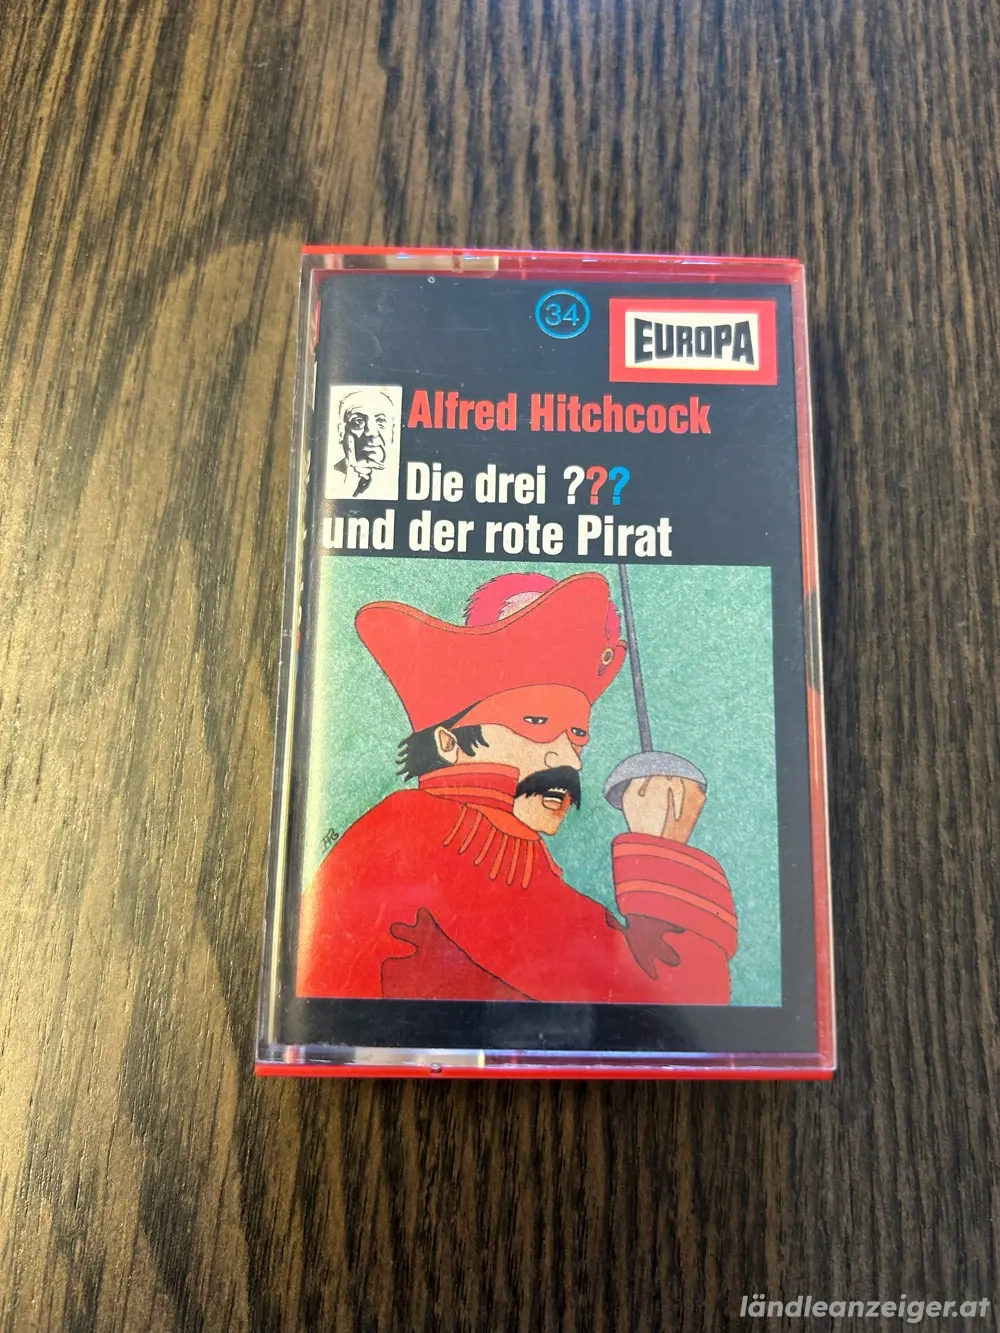 34
EUROPA
Alfred Hitchcock
Die drei ???
und der rote Pirat
ländleanzeiger.at